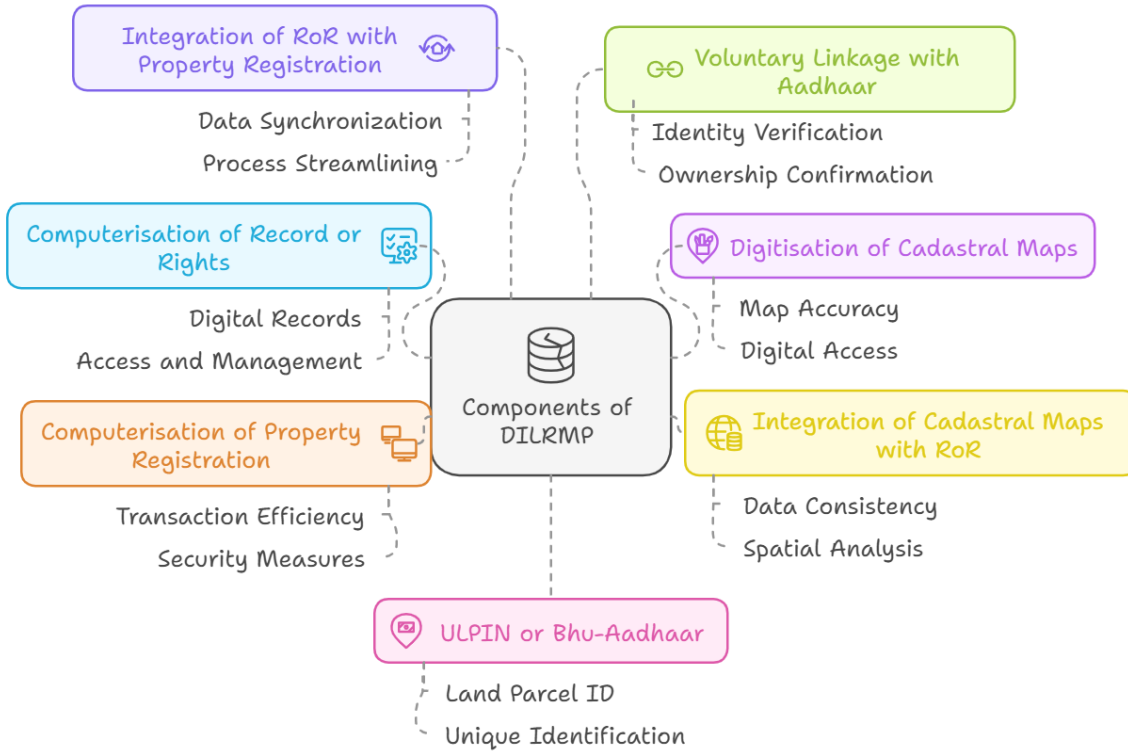 Integration of RoR with
Property Registration
Data Synchronization
Process Streamlining
Voluntary Linkage with
Aadhaar
Identity Verification
Ownership Confirmation
Computerisation of Record or
Rights
Digital Records
Access and Management
Digitisation of Cadastral Maps
Map Accuracy
Digital Access
Components of
DILRMP
Computerisation of Property
Registration
Transaction Efficiency
Security Measures
Integration of Cadastral Maps
with RoR
Data Consistency
Spatial Analysis
ULPIN or Bhu-Aadhaar
Land Parcel ID
Unique Identification